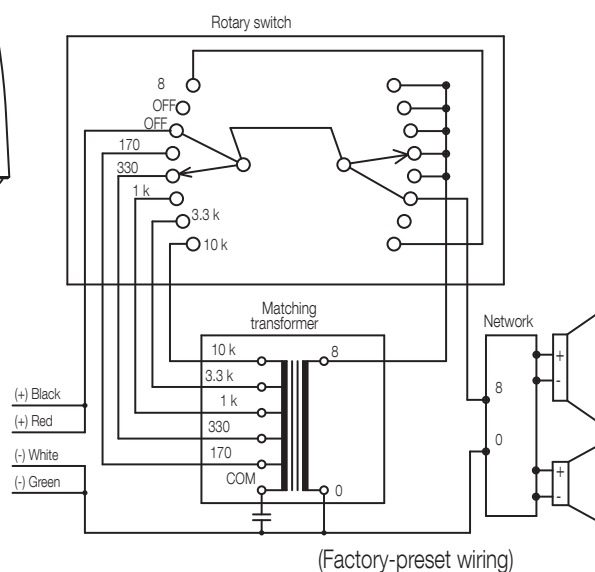 Rotary switch
8
OFF
OFF
170
330
1 k
3.3 k
10 k
Matching
transformer
10 k
8
3.3 k
1 k
330
170
COM
0
Network
8
0
+
-
+
-
(+) Black
(+) Red
(-) White
(-) Green
(Factory-preset wiring)